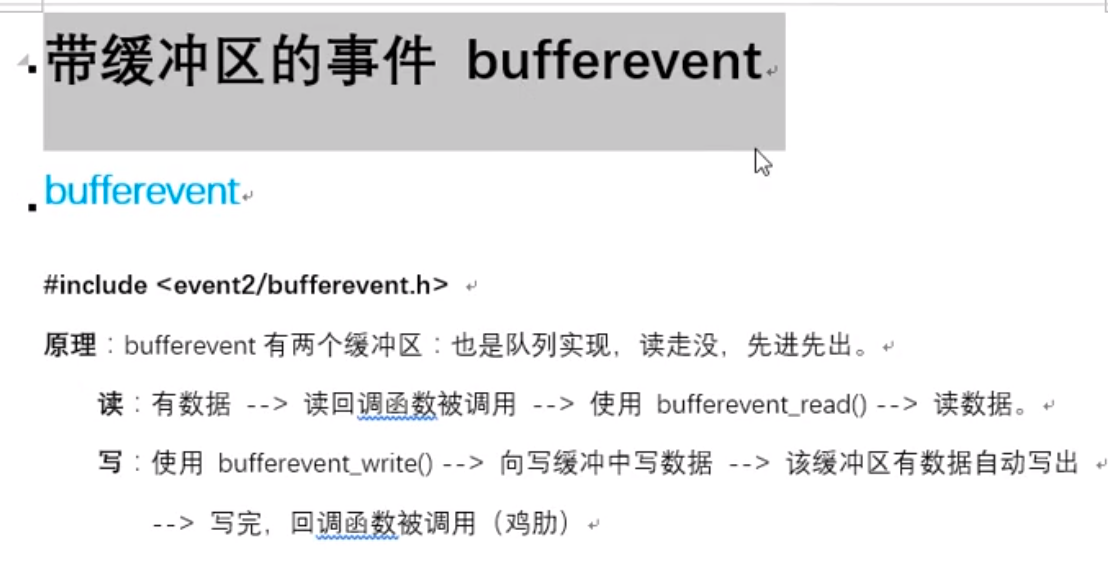 带缓冲区的事件 bufferevent
bufferevent
#include <event2/bufferevent.h>
原理：bufferevent 有两个缓冲区：也是队列实现，读走没，先进先出。
读：有数据 --> 读回调函数被调用 --> 使用 bufferevent_read() --> 读数据。
写：使用 bufferevent_write() --> 向写缓冲中写数据 --> 该缓冲区有数据自动写出
--> 写完，回调函数被调用（鸡肋）